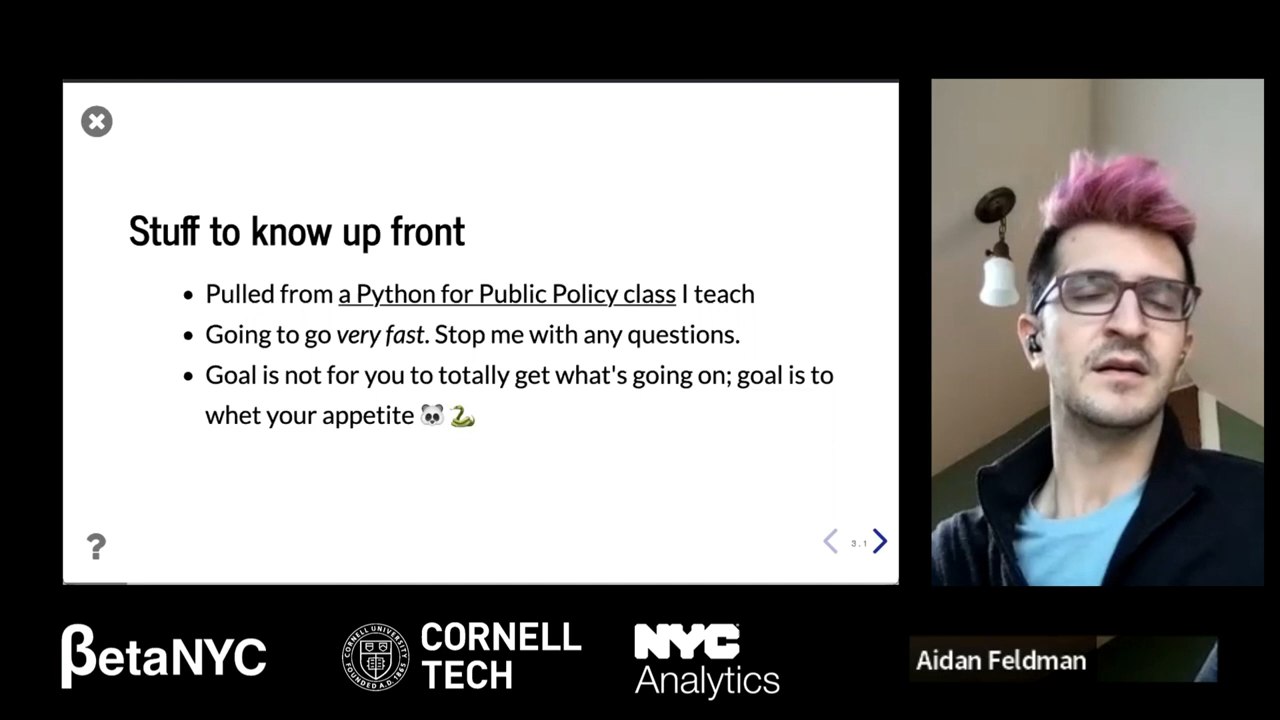 Stuff to know up front
• Pulled from a Python for Public Policy class I teach
• Going to go very fast. Stop me with any questions.
• Goal is not for you to totally get what's going on; goal is to
whet your appetite 🐼 🐍
?
3.1
βetaNYC
CORNELL
TECH
NYC
Analytics
Aidan Feldman